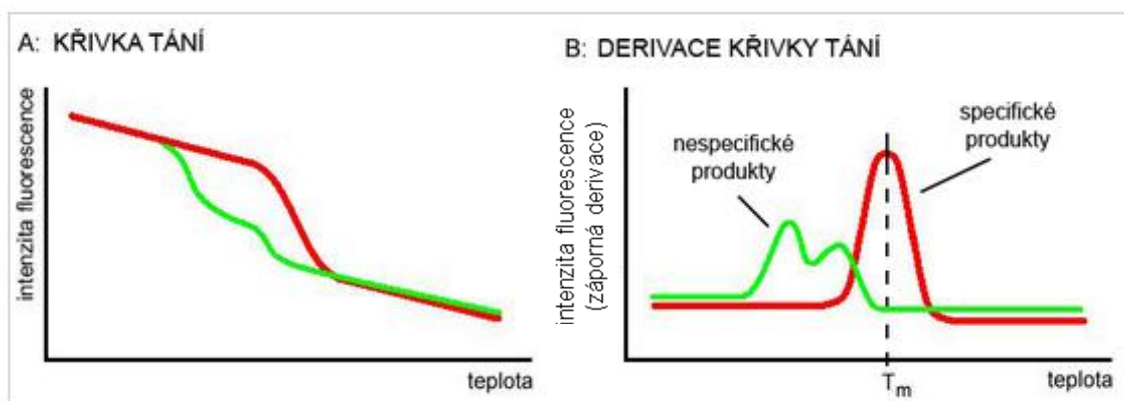 A: KŘIVKA TÁNÍ
intenzita fluorescence
teplota
B: DERIVACE KŘIVKY TÁNÍ
intenzita fluorescence
(záporná derivace)
nespecifické
produkty
specifické
produkty
Tm
teplota